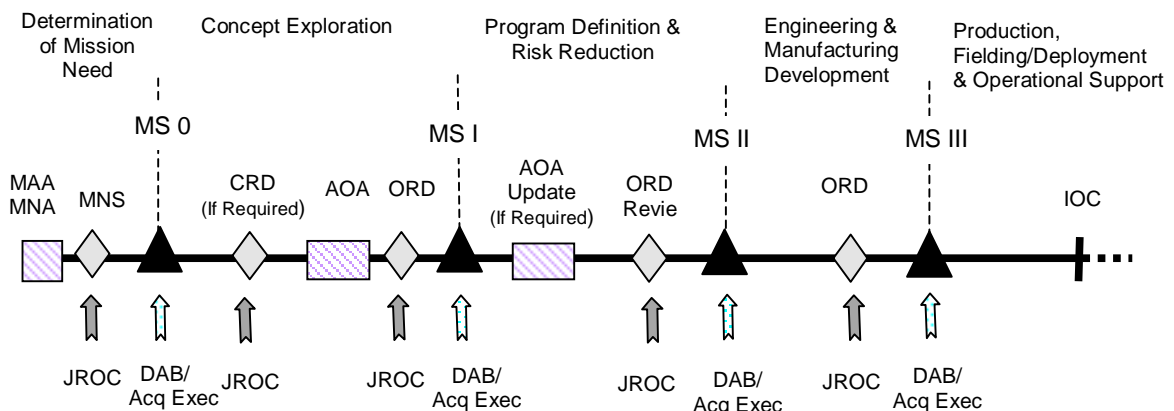 Determination
of Mission
Need
Concept Exploration
Program Definition &
Risk Reduction
Engineering &
Manufacturing
Development
Production,
Fielding/Deployment
& Operational Support
MS 0
MS I
MS II
MS III
MAA
MNA
MNS
CRD
(If Required)
AOA
ORD
AOA
Update
(If Required)
ORD
Revie
ORD
IOC
JROC
DAB/
Acq Exec
JROC
JROC
DAB/
Acq Exec
JROC
DAB/
Acq Exec
JROC
DAB/
Acq Exec